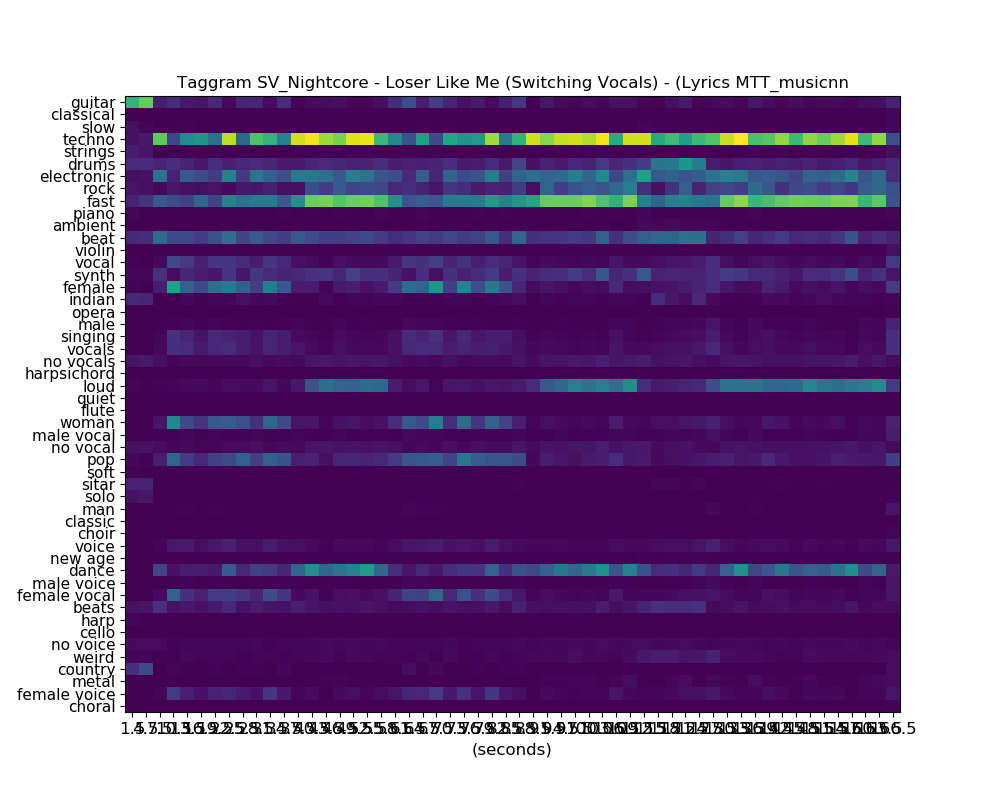 Taggram SV_Nightcore - Loser Like Me (Switching Vocals) - (Lyrics MTT_musicnn
guitar
classical
slow
techno
strings
drums
electronic
rock
fast
piano
ambient
beat
violin
vocal
synth
female
indian
opera
male
singing
vocals
no vocals
harpsichord
loud
quiet
flute
woman
male vocal
no vocal
pop
soft
sitar
solo
man
classic
choir
voice
new age
dance
male voice
female vocal
beats
harp
cello
no voice
weird
country
metal
female voice
choral
(seconds)